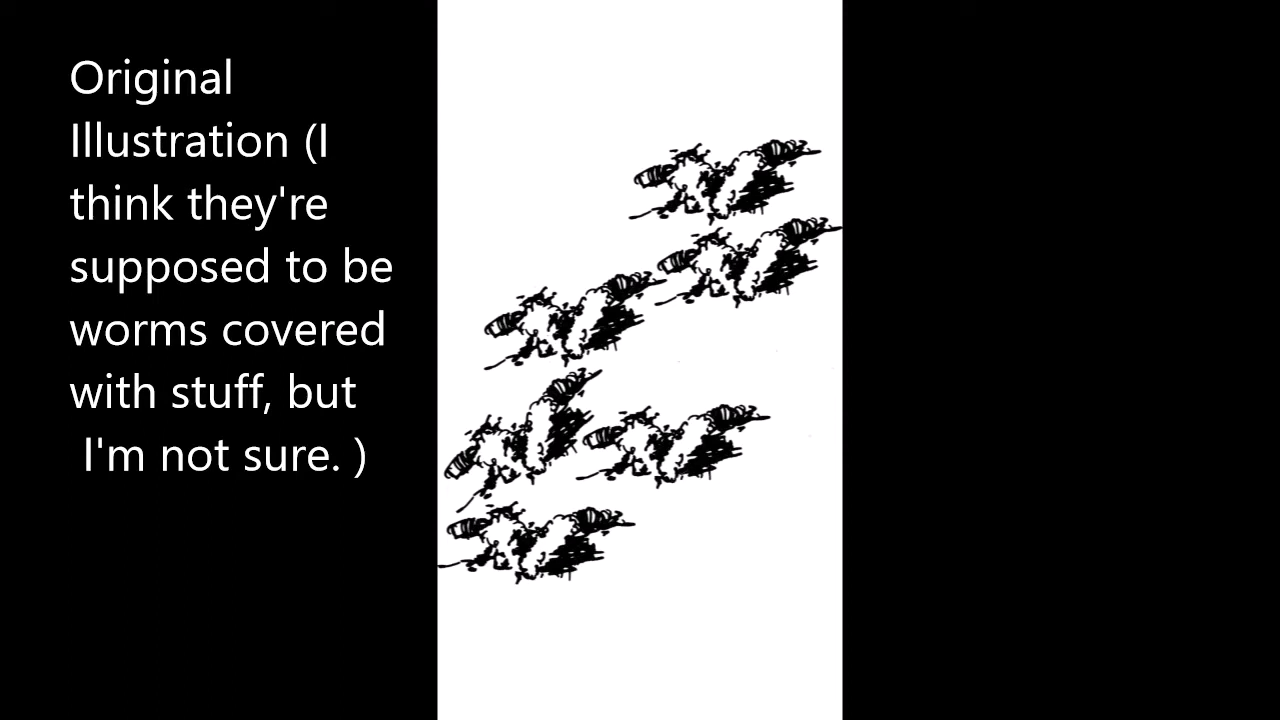 Original
Illustration (I
think they're
supposed to be
worms covered
with stuff, but
I'm not sure. )